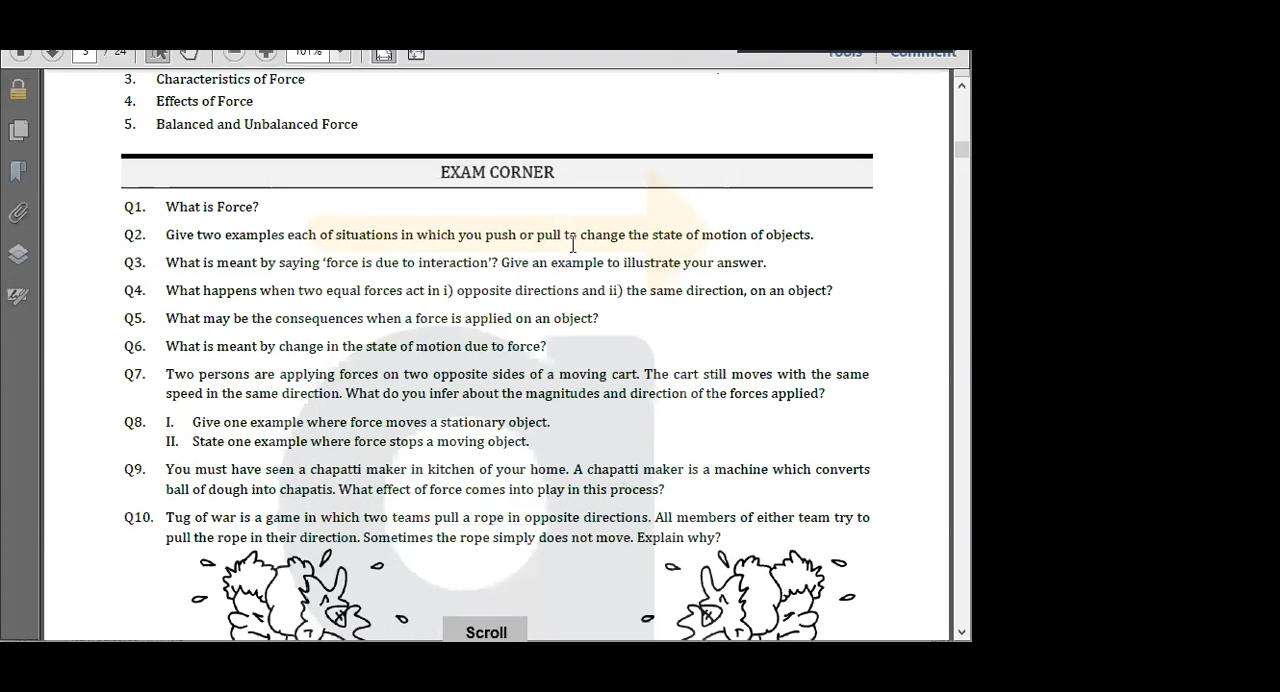 3 / 24 101%
3. Characteristics of Force
4. Effects of Force
5. Balanced and Unbalanced Force
EXAM CORNER
Q1. What is Force?
Q2. Give two examples each of situations in which you push or pull to change the state of motion of objects.
Q3. What is meant by saying ‘force is due to interaction’? Give an example to illustrate your answer.
Q4. What happens when two equal forces act in i) opposite directions and ii) the same direction, on an object?
Q5. What may be the consequences when a force is applied on an object?
Q6. What is meant by change in the state of motion due to force?
Q7. Two persons are applying forces on two opposite sides of a moving cart. The cart still moves with the same
speed in the same direction. What do you infer about the magnitudes and direction of the forces applied?
Q8. I. Give one example where force moves a stationary object.
II. State one example where force stops a moving object.
Q9. You must have seen a chapatti maker in kitchen of your home. A chapatti maker is a machine which converts
ball of dough into chapatis. What effect of force comes into play in this process?
Q10. Tug of war is a game in which two teams pull a rope in opposite directions. All members of either team try to
pull the rope in their direction. Sometimes the rope simply does not move. Explain why?
Scroll